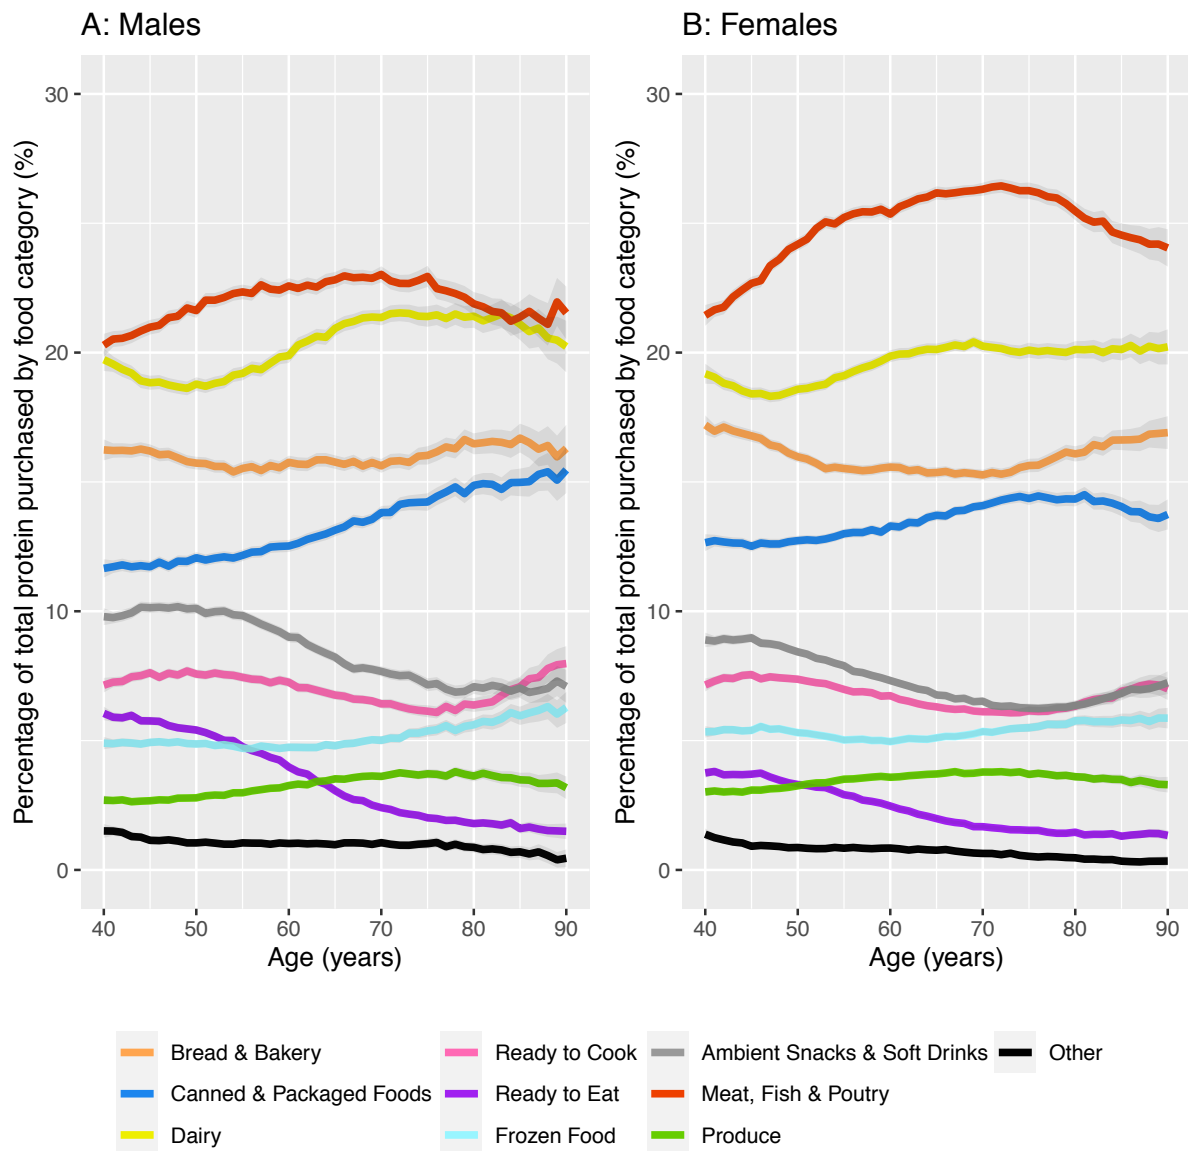 A: Males
B: Females
Percentage of total protein purchased by food category (%)
30
20
10
0
40 50 60 70 80 90
Age (years)
Percentage of total protein purchased by food category (%)
30
20
10
0
40 50 60 70 80 90
Age (years)
Bread & Bakery
Canned & Packaged Foods
Dairy
Ready to Cook
Ready to Eat
Frozen Food
Ambient Snacks & Soft Drinks
Meat, Fish & Poutry
Produce
Other